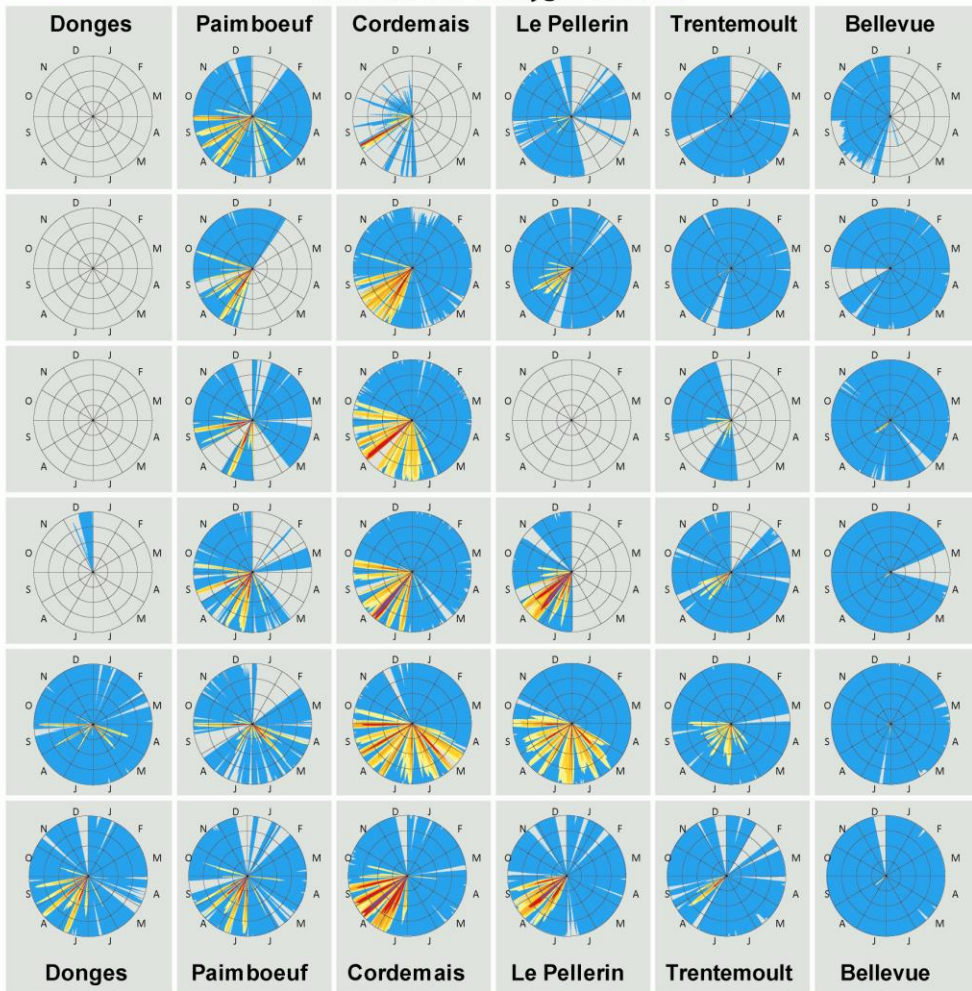 Donges Paimboeuf Cordemais Le Pellerin Trentemoult Bellevue
D J D J D J D J D J D J
N F N F N F N F N F N F
O M O M O M O M O M O M
S A S A S A S A S A S A
A M A M A M A M A M A M
J J J J J J J J J J J J
D J D J D J D J D J D J
N F N F N F N F N F N F
O M O M O M O M O M O M
S A S A S A S A S A S A
A M A M A M A M A M A M
J J J J J J J J J J J J
D J D J D J D J D J D J
N F N F N F N F N F N F
O M O M O M O M O M O M
S A S A S A S A S A S A
A M A M A M A M A M A M
J J J J J J J J J J J J
D J D J D J D J D J D J
N F N F N F N F N F N F
O M O M O M O M O M O M
S A S A S A S A S A S A
A M A M A M A M A M A M
J J J J J J J J J J J J
D J D J D J D J D J D J
N F N F N F N F N F N F
O M O M O M O M O M O M
S A S A S A S A S A S A
A M A M A M A M A M A M
J J J J J J J J J J J J
D J D J D J D J D J D J
N F N F N F N F N F N F
O M O M O M O M O M O M
S A S A S A S A S A S A
A M A M A M A M A M A M
J J J J J J J J J J J J
Donges Paimboeuf Cordemais Le Pellerin Trentemoult Bellevue